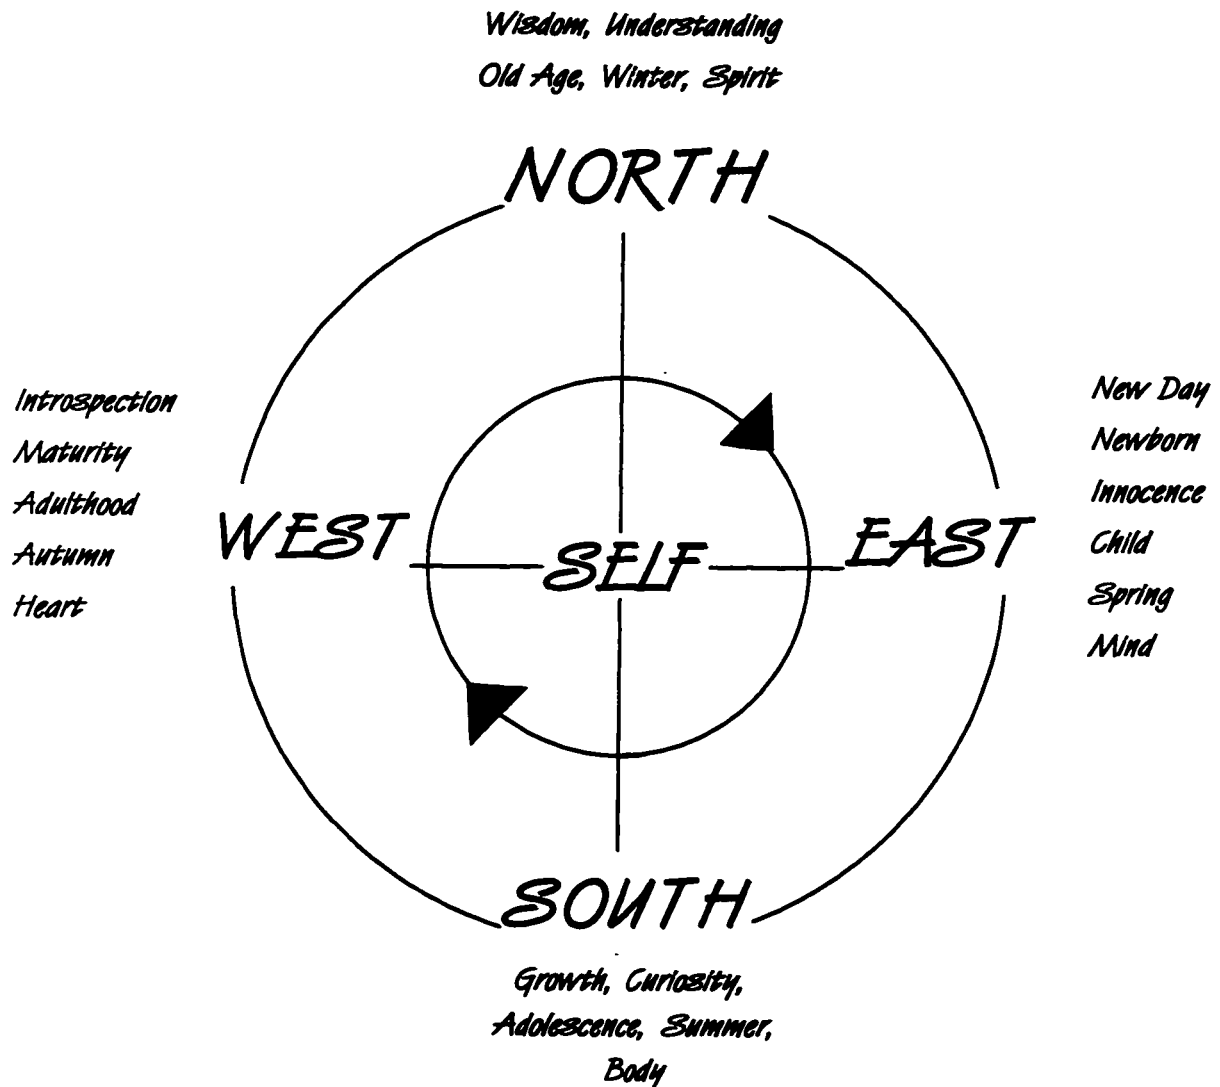 Wisdom, Understanding
Old Age, Winter, Spirit
NORTH
Introspection
Maturity
Adulthood
Autumn
Heart
WEST
SELF
EAST
New Day
Newborn
Innocence
Child
Spring
Mind
SOUTH
Growth, Curiosity,
Adolescence, Summer,
Body